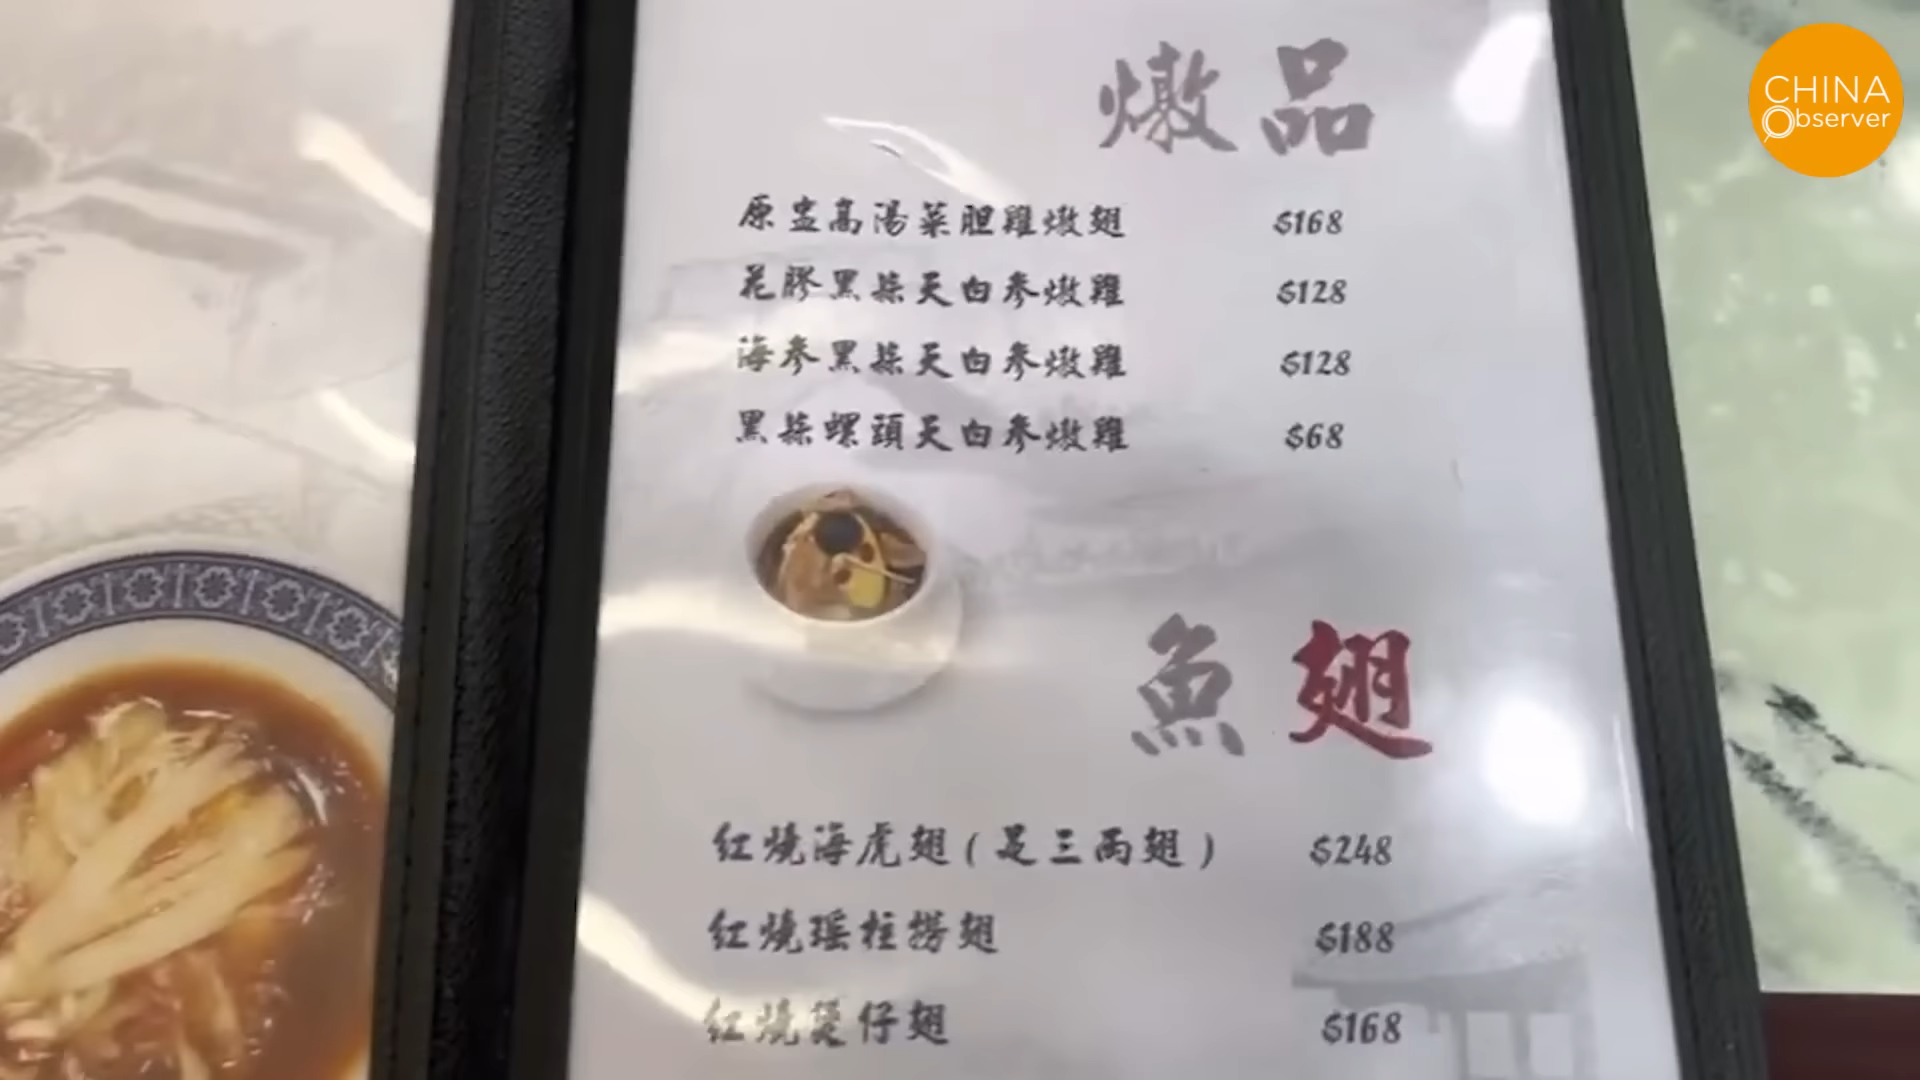 CHINA
Observer
燉品
原盅高湯菜胆雞燉翅 $168
花膠黑蒜天白參燉雞 $128
海參黑蒜天白參燉雞 $128
黑蒜螺頭天白參燉雞 $68
魚翅
红燒海虎翅(足三両翅) $248
红燒瑶柱撈翅 $188
红燒煲仔翅 $168